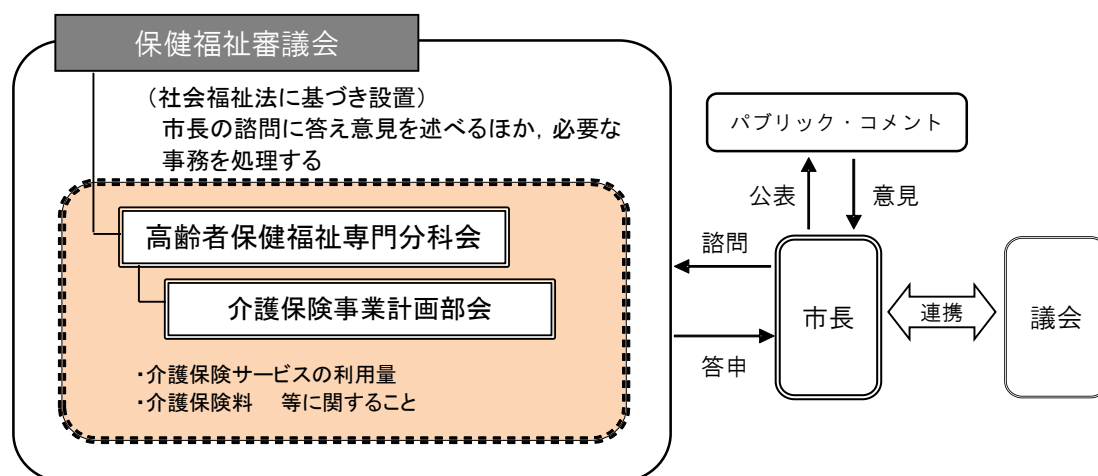 保健福祉審議会
（社会福祉法に基づき設置）
市長の諮問に答え意見を述べるほか，必要な
事務を処理する
高齢者保健福祉専門分科会
介護保険事業計画部会
・介護保険サービスの利用量
・介護保険料　等に関すること
パブリック・コメント
公表
意見
諮問
答申
市長
連携
議会